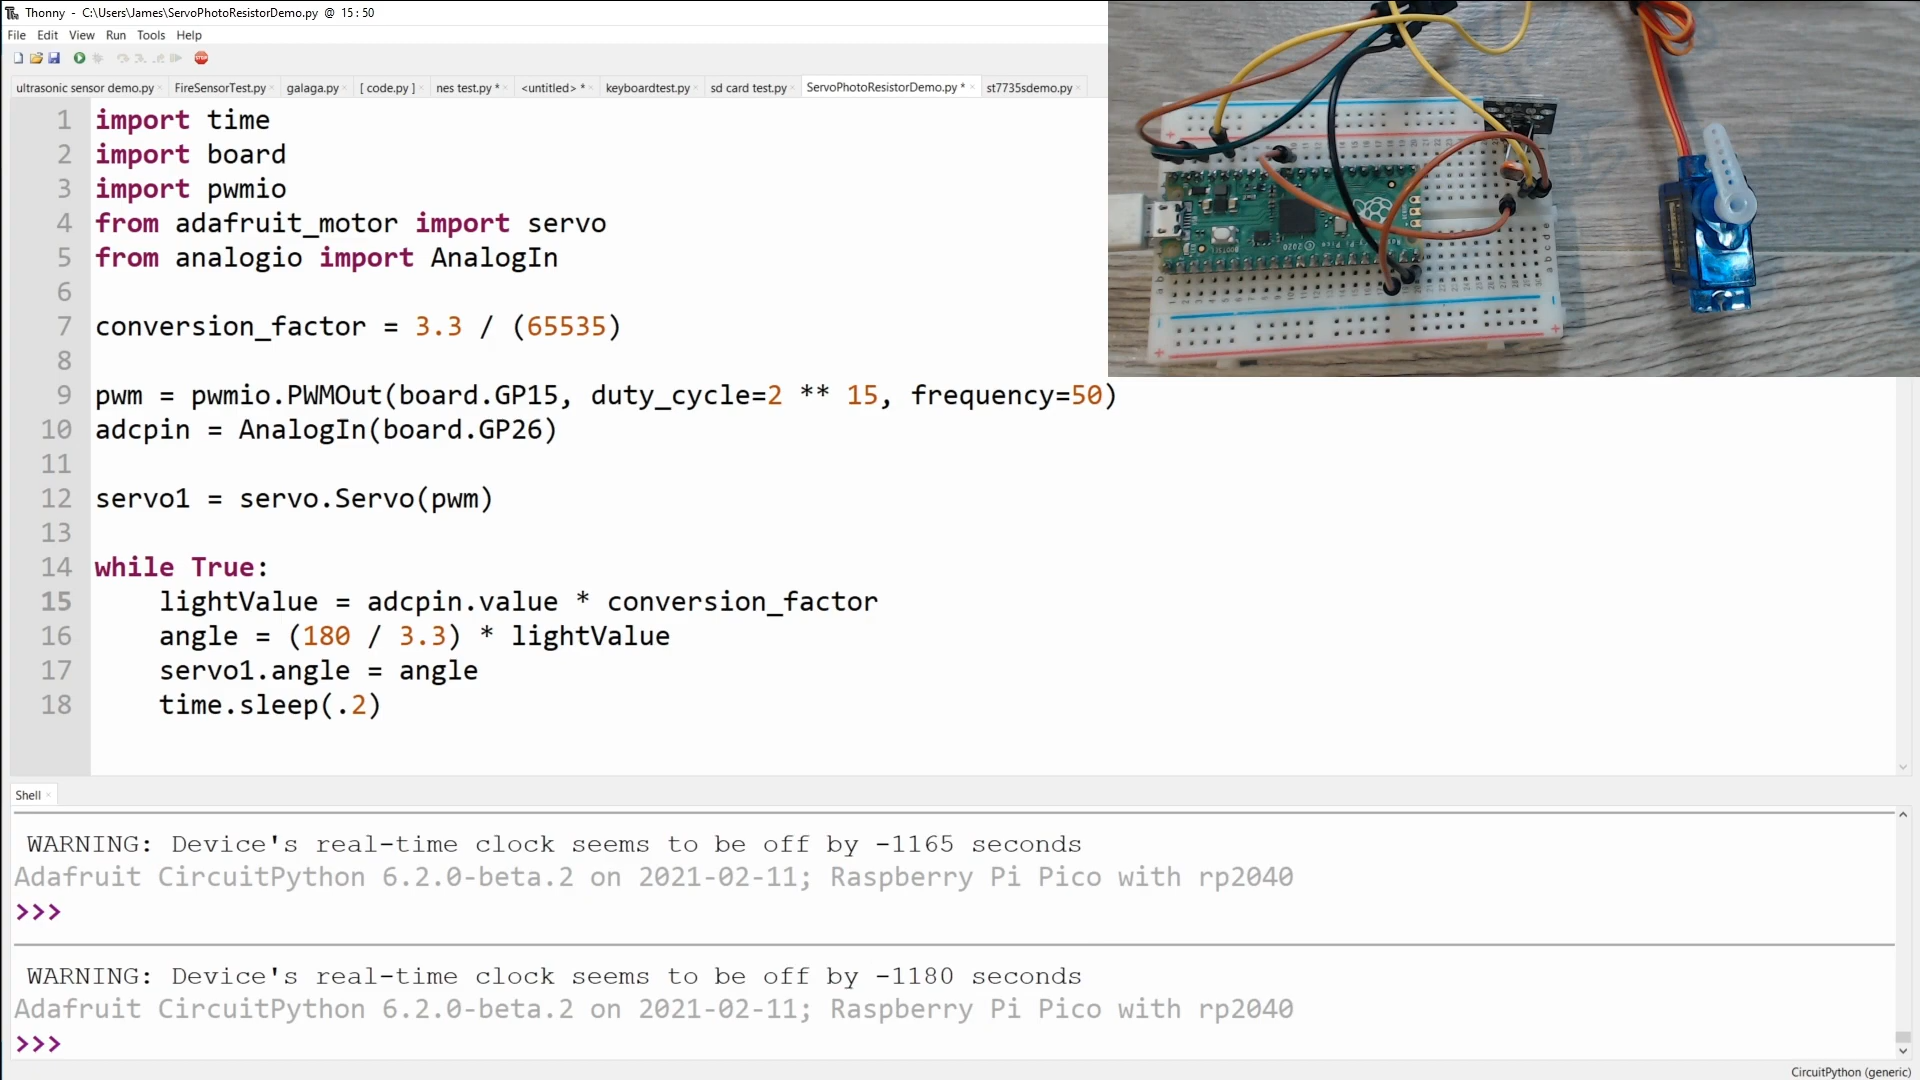 Thonny - C:\Users\James\ServoPhotoResistorDemo.py @ 15 : 50
File Edit View Run Tools Help
ultrasonic sensor demo.py FireSensorTest.py galaga.py [ code.py ] nes test.py * <untitled> * keyboardtest.py sd card test.py ServoPhotoResistorDemo.py * st7735sdemo.py
1 import time
2 import board
3 import pwmio
4 from adafruit_motor import servo
5 from analogio import AnalogIn
6
7 conversion_factor = 3.3 / (65535)
8
9 pwm = pwmio.PWMOut(board.GP15, duty_cycle=2 ** 15, frequency=50)
10 adcpin = AnalogIn(board.GP26)
11
12 servo1 = servo.Servo(pwm)
13
14 while True:
15 lightValue = adcpin.value * conversion_factor
16 angle = (180 / 3.3) * lightValue
17 servo1.angle = angle
18 time.sleep(.2)
Shell
WARNING: Device's real-time clock seems to be off by -1165 seconds
Adafruit CircuitPython 6.2.0-beta.2 on 2021-02-11; Raspberry Pi Pico with rp2040
>>>
WARNING: Device's real-time clock seems to be off by -1180 seconds
Adafruit CircuitPython 6.2.0-beta.2 on 2021-02-11; Raspberry Pi Pico with rp2040
>>>
CircuitPython (generic)